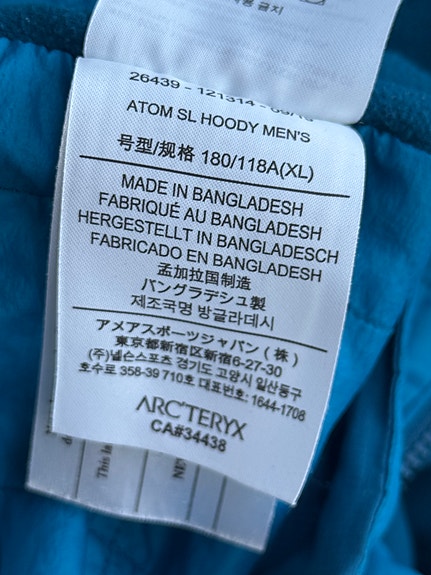 금지
26439 - 121314 -
ATOM SL HOODY MEN'S
号型/规格 180/118A(XL)
MADE IN BANGLADESH
FABRIQUÉ AU BANGLADESH
HERGESTELLT IN BANGLADESCH
FABRICADO EN BANGLADESH
孟加拉国制造
バングラデシュ製
제조국명 방글라데시
アメアスポーツジャパン(株)
東京都新宿区新宿6-27-30
(주)넬슨스포츠 경기도 고양시 일산동구
호수로 358-39 710호 대표번호: 1644-1708
ARC'TERYX
CA#34438
This is